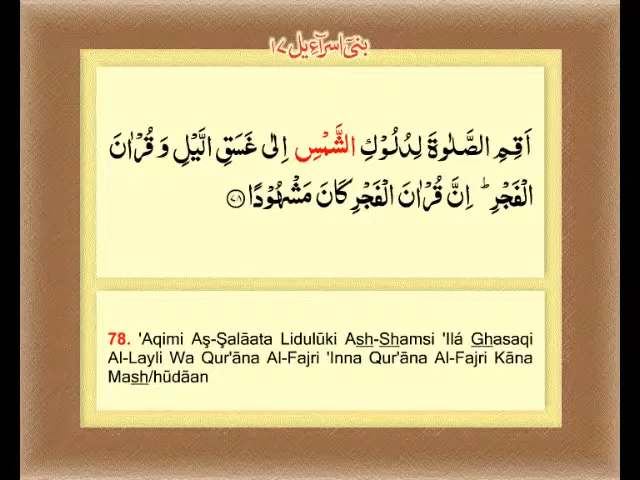 بنیٓ اسرآءیل ١٧
اَقِمِ الصَّلٰوةَ لِدُلُوْكِ الشَّمْسِ اِلٰى غَسَقِ الَّيْلِ وَ قُرْاٰنَ
الْفَجْرِ ؕ اِنَّ قُرْاٰنَ الْفَجْرِ كَانَ مَشْهُوْدًا ﴿٧٨﴾
78. 'Aqimi Aş-Şalāata Lidulūki Ash-Shamsi 'Ilá Ghasaqi
Al-Layli Wa Qur'āna Al-Fajri 'Inna Qur'āna Al-Fajri Kāna
Mash/hūdāan